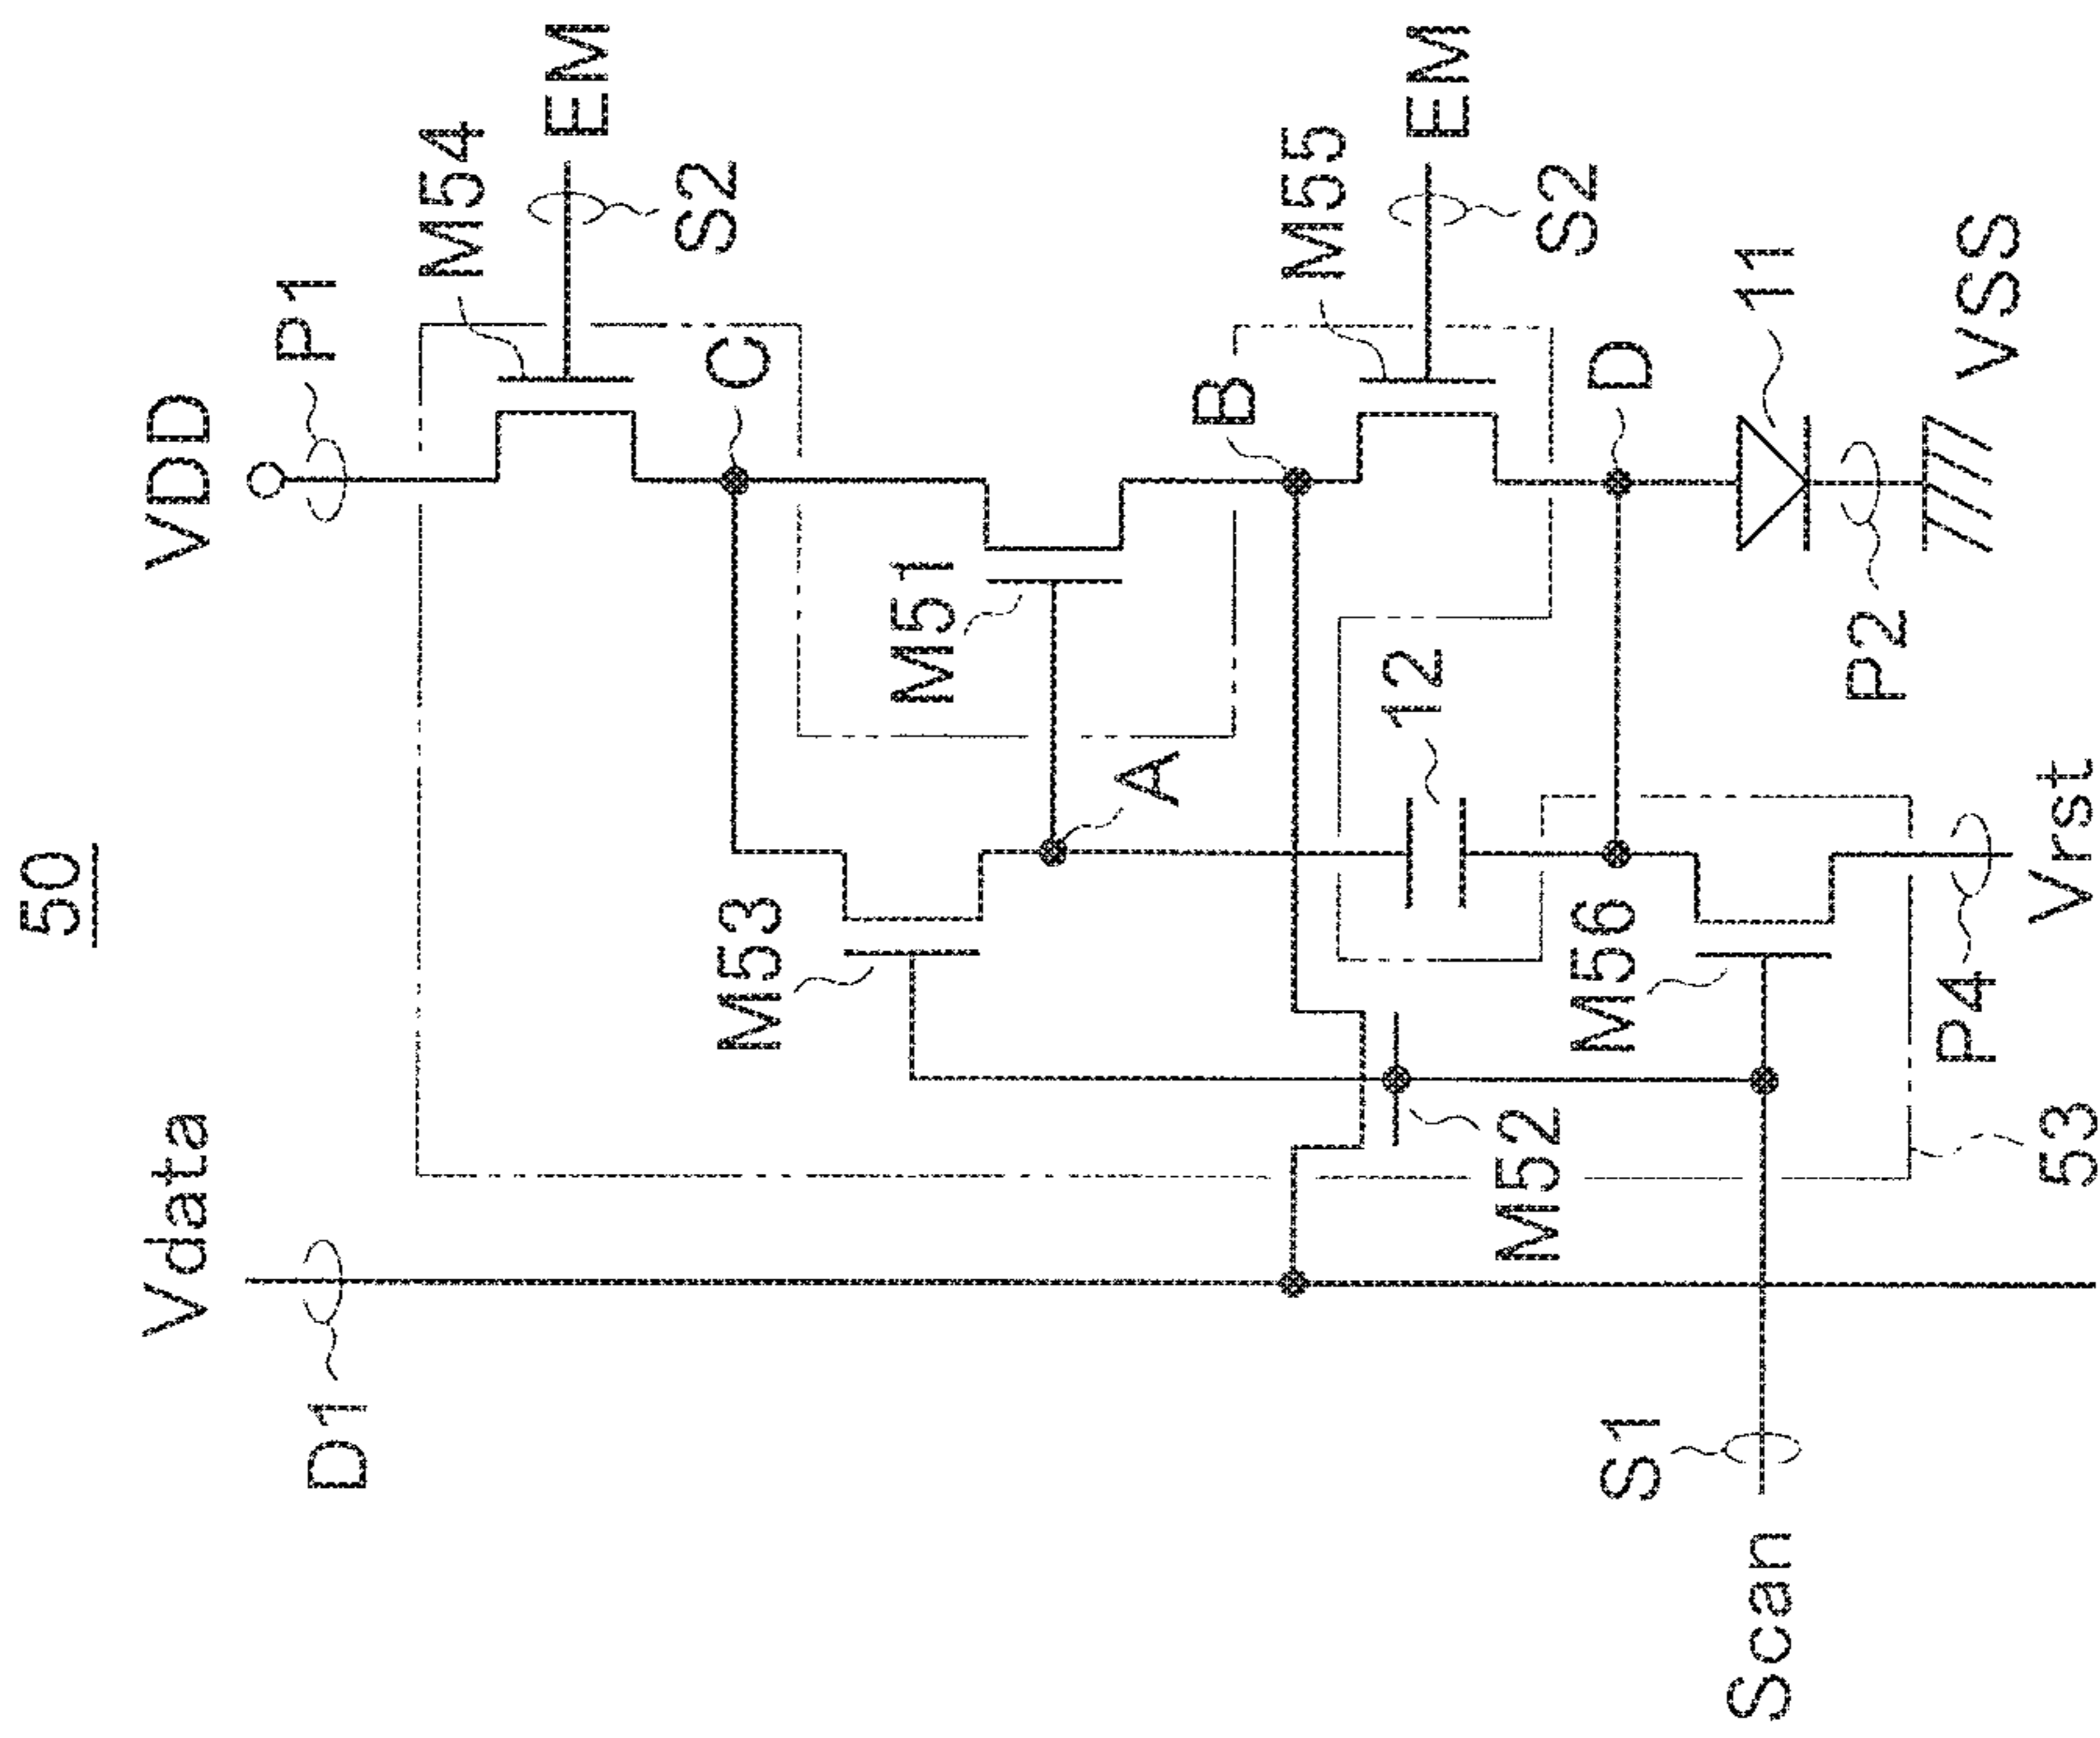 50
Vdata
VDD
D1
P1
M54
EM
S2
C
M53
M51
A
B
M55
EM
S2
12
M52
M56
D
11
S1
Scan
P4
P2
53
Vrst
VSS